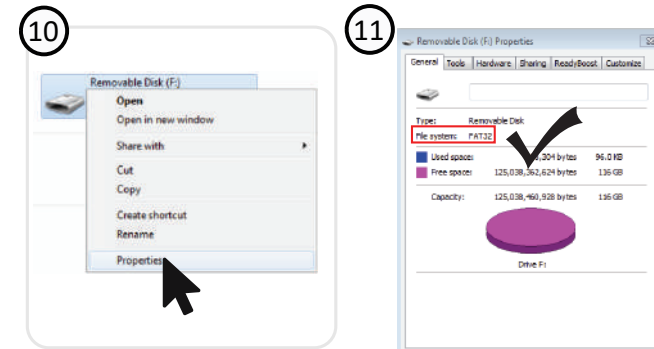 10
Removable Disk (F:)
Open
Open in new window
Share with
Cut
Copy
Create shortcut
Rename
Properties
11
Removable Disk (F:) Properties
General Tools Hardware Sharing ReadyBoost Customize
Type: Removable Disk
File system: FAT32
Used space: ,304 bytes 96.0 KB
Free space: 125,038,362,624 bytes 116 GB
Capacity: 125,038,460,928 bytes 116 GB
Drive F: